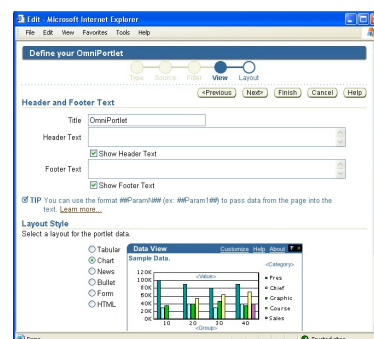 Edit - Microsoft Internet Explorer
File Edit View Favorites Tools Help
Define your OmniPortlet
Type Source Filter View Layout
<Previous Next> Finish Cancel Help
Header and Footer Text
Title OmniPortlet
Header Text
Show Header Text
Footer Text
Show Footer Text
TIP You can use the format ##ParamN## (ex: ##Param1##) to pass data from the page into the
text. Learn more...
Layout Style
Select a layout for the portlet data.
Tabular
Chart
News
Bullet
Form
HTML
Data View Customize Help About
Sample Data.
<Category>
<Value>
120K
100K
80K
60K
40K
20K
0K
10 20 30 40
<Group>
Pres
Chief
Graphic
Course
Sales